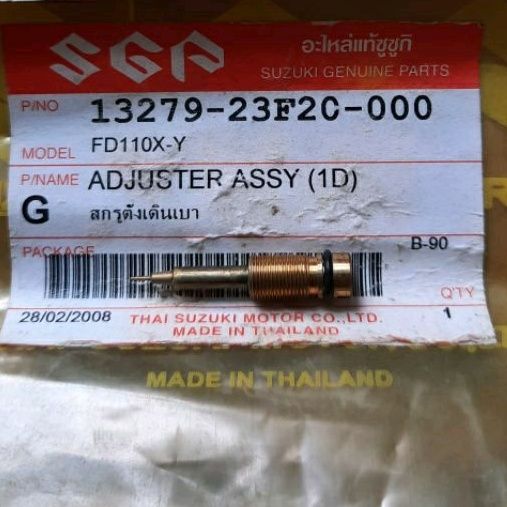 SGP
อะไหล่แท้ซูซูกิ
SUZUKI GENUINE PARTS
P/NO 13279-23F20-000
MODEL FD110X-Y
P/NAME ADJUSTER ASSY (1D)
G สกรูตั้งเดินเบา
PACKAGE B-90
Q'TY
28/02/2008 THAI SUZUKI MOTOR CO.,LTD. 1
MADE IN THAILAND
MADE IN THAILAND